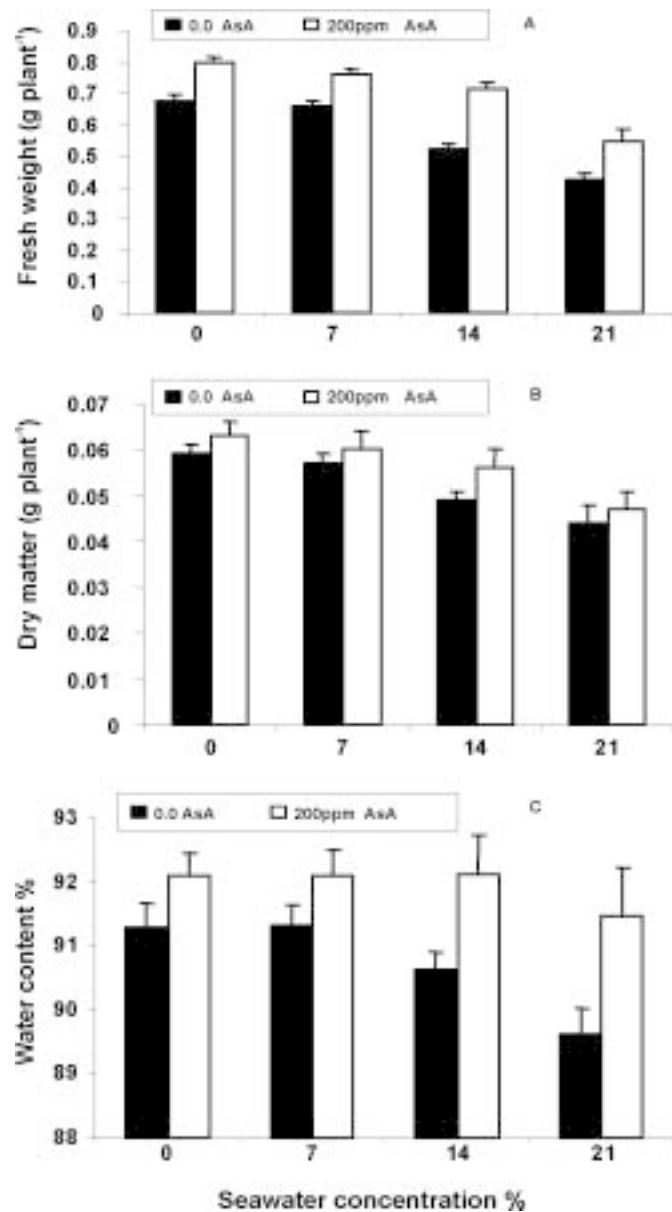 0.0 AsA 200ppm AsA A
Fresh weight (g plant⁻¹)
0.9
0.8
0.7
0.6
0.5
0.4
0.3
0.2
0.1
0
0 7 14 21
0.0 AsA 200ppm AsA B
Dry matter (g plant⁻¹)
0.07
0.06
0.05
0.04
0.03
0.02
0.01
0
0 7 14 21
0.0 AsA 200ppm AsA C
Water content %
93
92
91
90
89
88
0 7 14 21
Seawater concentration %